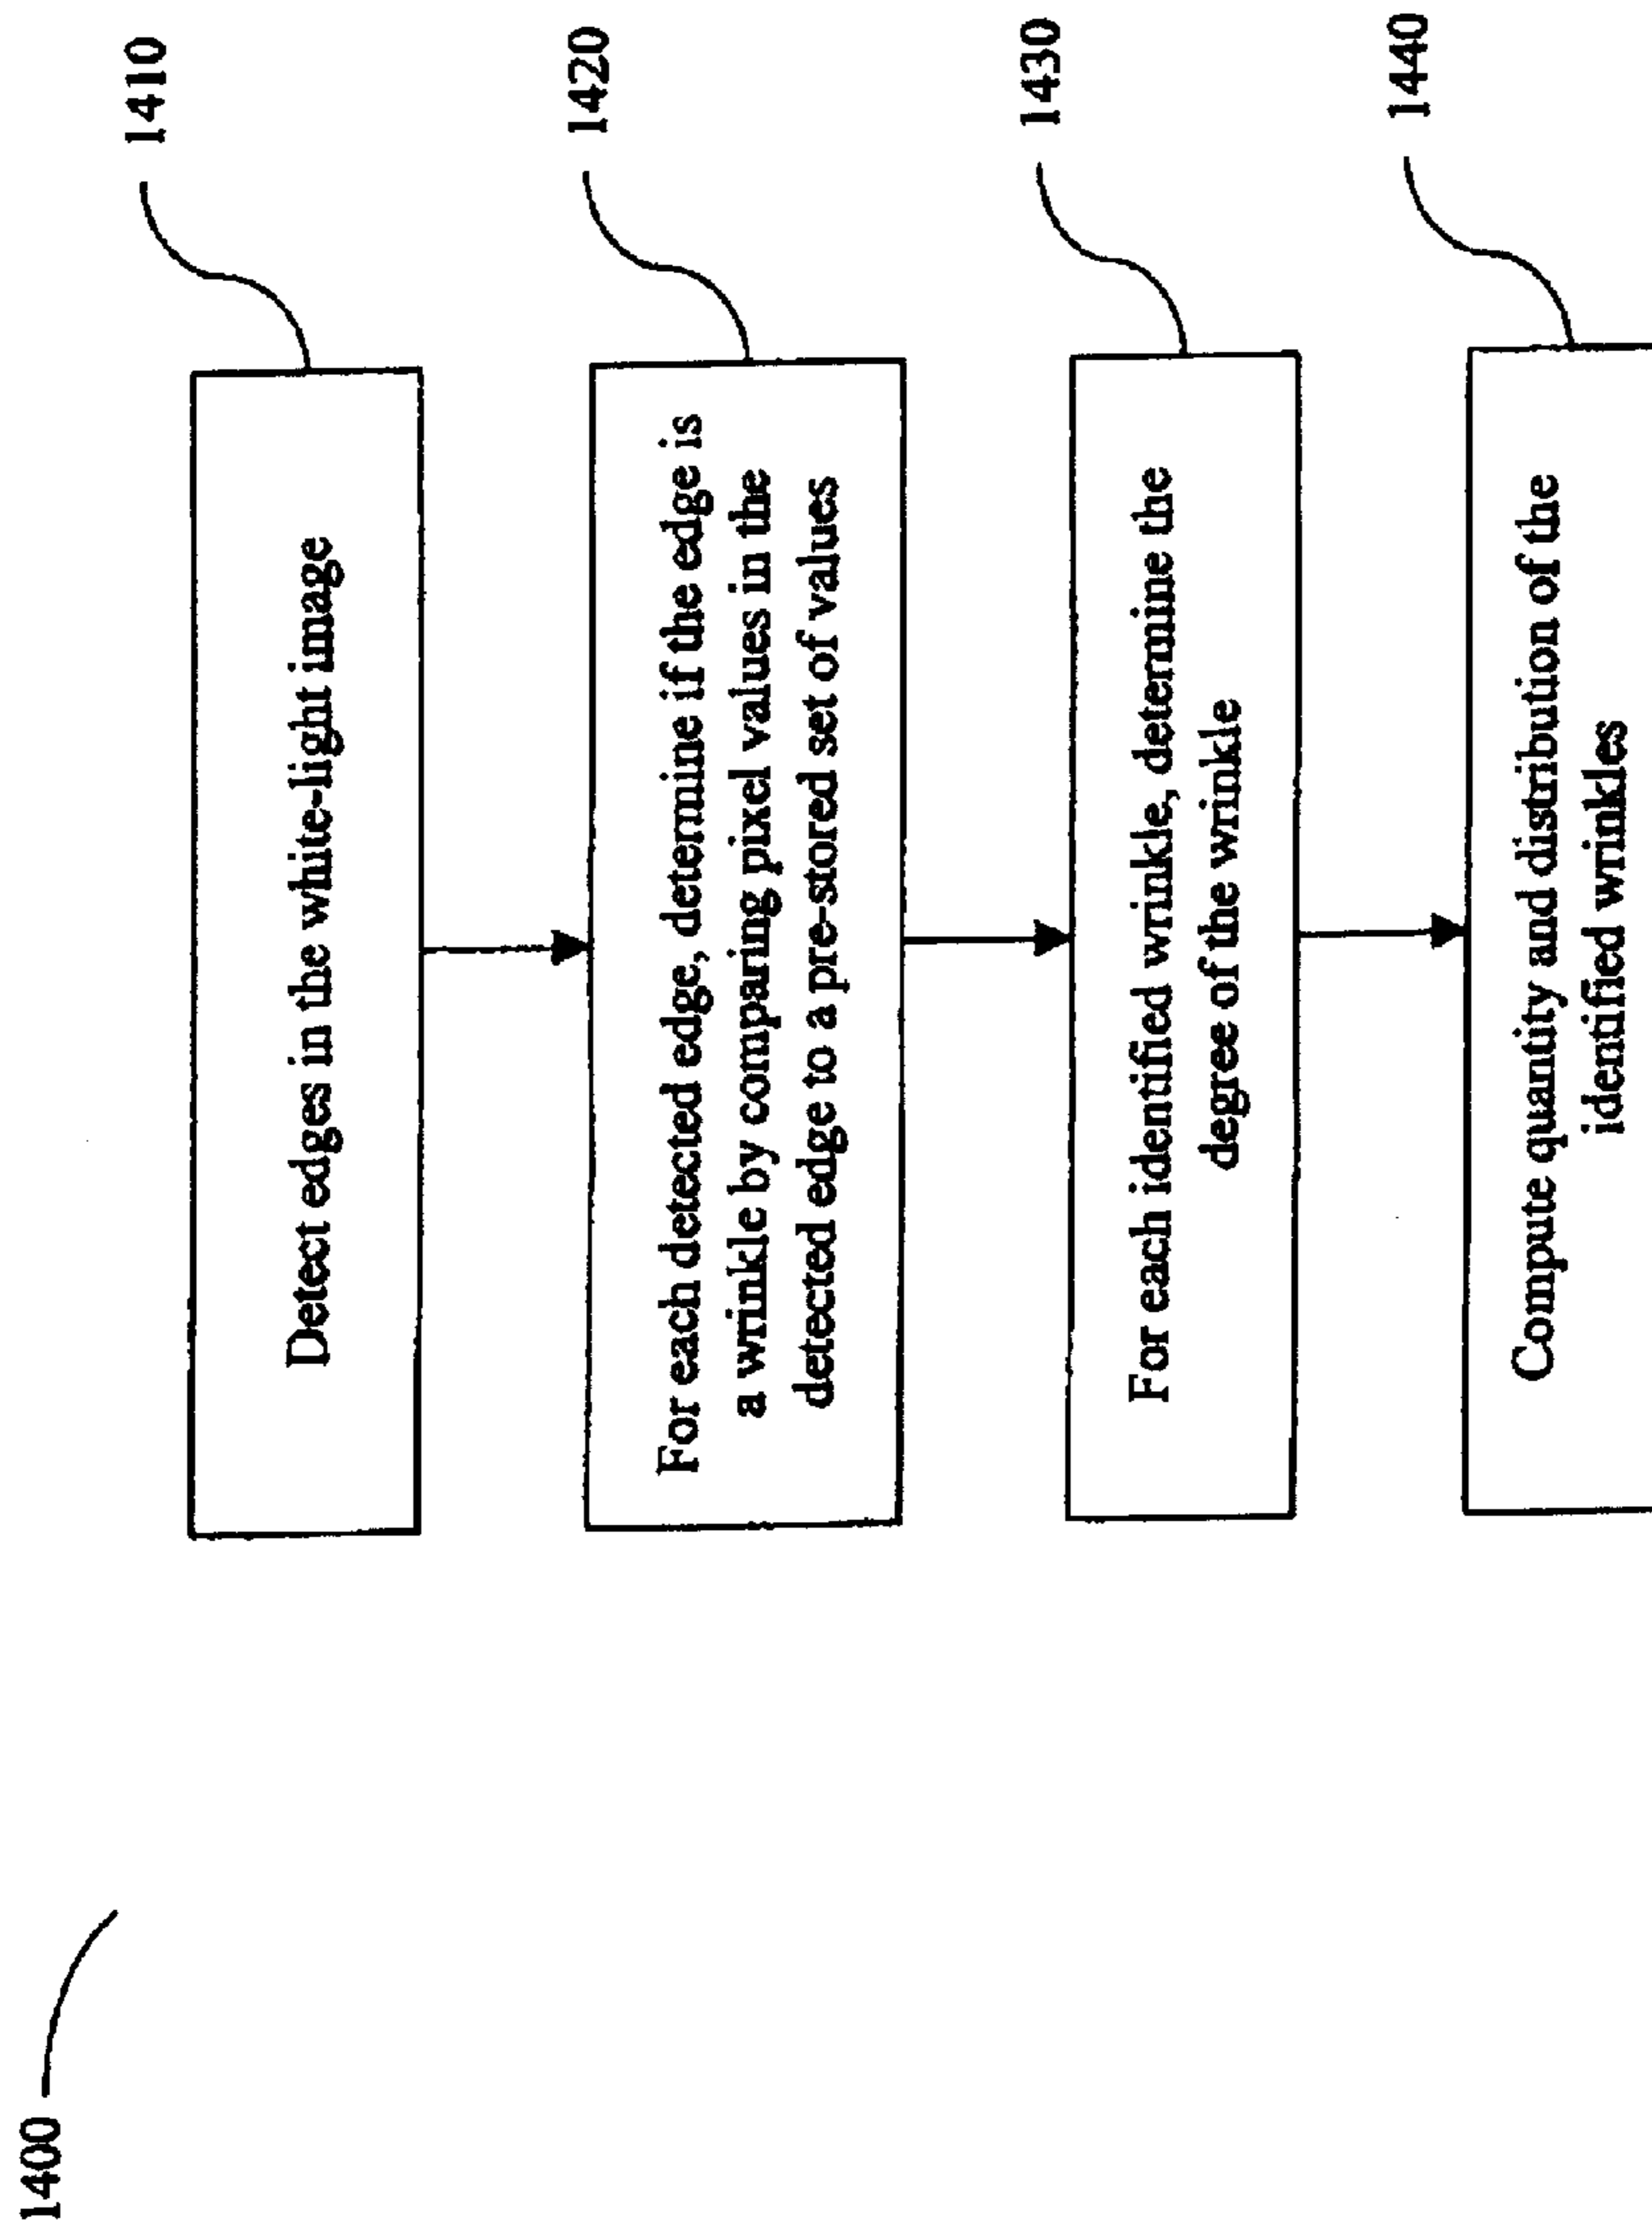 1400
Detect edges in the white-light image
1410
For each detected edge, determine if the edge is
a wrinkle by comparing pixel values in the
detected edge to a pre-stored set of values
1420
For each identified wrinkle, determine the
degree of the wrinkle
1430
Compute quantity and distribution of the
identified wrinkles
1440